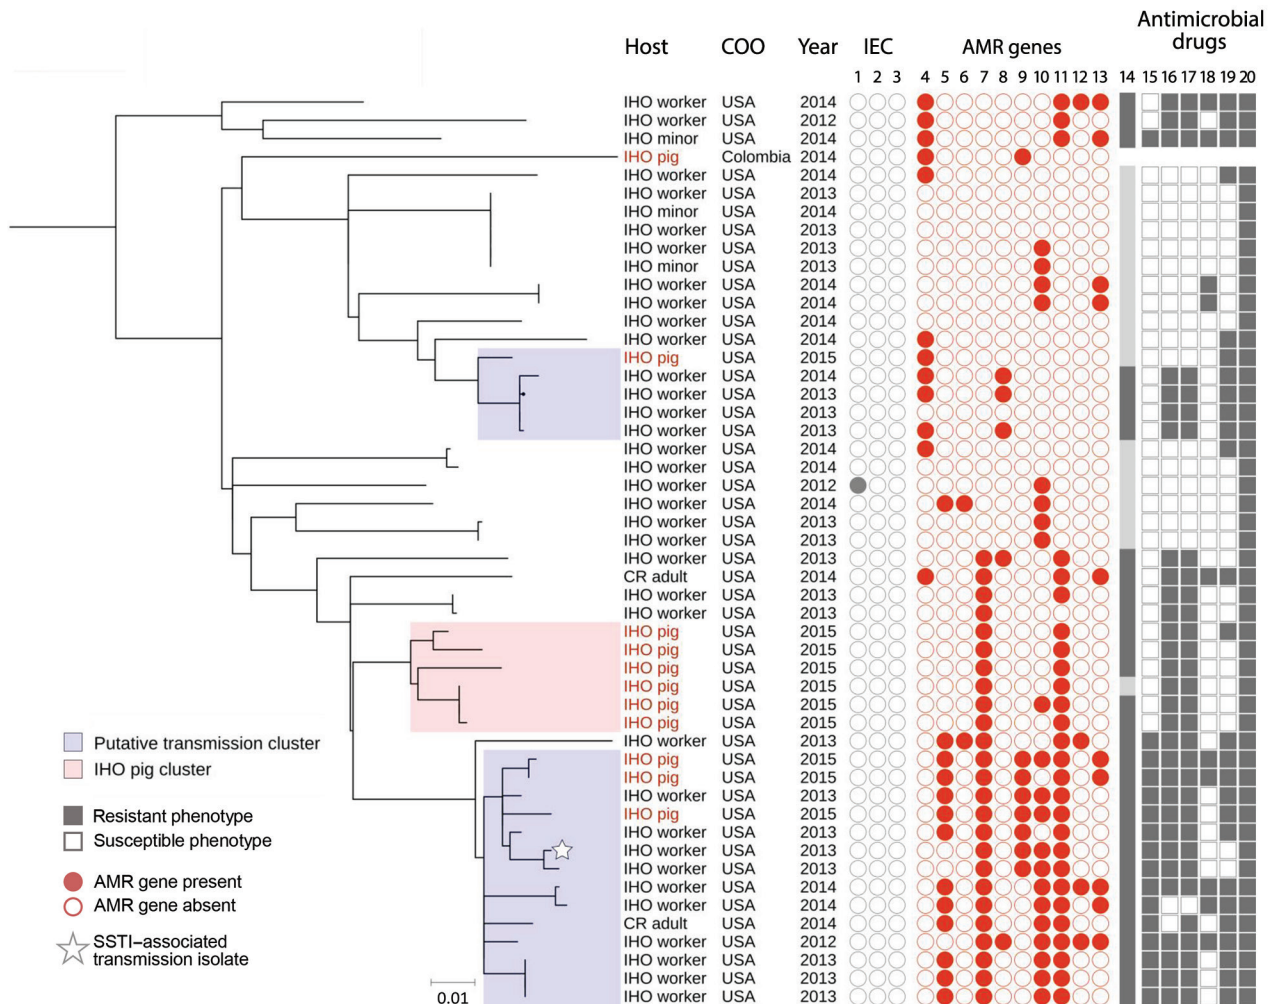 Antimicrobial
drugs
Host COO Year IEC AMR genes
1 2 3 4 5 6 7 8 9 10 11 12 13 14 15 16 17 18 19 20
IHO worker USA 2014
IHO worker USA 2012
IHO minor USA 2014
IHO pig Colombia 2014
IHO worker USA 2014
IHO worker USA 2013
IHO minor USA 2014
IHO worker USA 2013
IHO worker USA 2013
IHO minor USA 2013
IHO worker USA 2014
IHO worker USA 2014
IHO worker USA 2014
IHO worker USA 2014
IHO pig USA 2015
IHO worker USA 2014
IHO worker USA 2013
IHO worker USA 2013
IHO worker USA 2013
IHO worker USA 2014
IHO worker USA 2014
IHO worker USA 2012
IHO worker USA 2014
IHO worker USA 2013
IHO worker USA 2013
IHO worker USA 2013
CR adult USA 2014
IHO worker USA 2013
IHO worker USA 2013
IHO pig USA 2015
IHO pig USA 2015
IHO pig USA 2015
IHO pig USA 2015
IHO pig USA 2015
IHO pig USA 2015
IHO worker USA 2013
IHO pig USA 2015
IHO pig USA 2015
IHO worker USA 2013
IHO pig USA 2015
IHO worker USA 2013
IHO worker USA 2013
IHO worker USA 2013
IHO worker USA 2014
IHO worker USA 2014
CR adult USA 2014
IHO worker USA 2012
IHO worker USA 2013
IHO worker USA 2013
IHO worker USA 2013
Putative transmission cluster
IHO pig cluster
Resistant phenotype
Susceptible phenotype
AMR gene present
AMR gene absent
SSTI–associated
transmission isolate
0.01